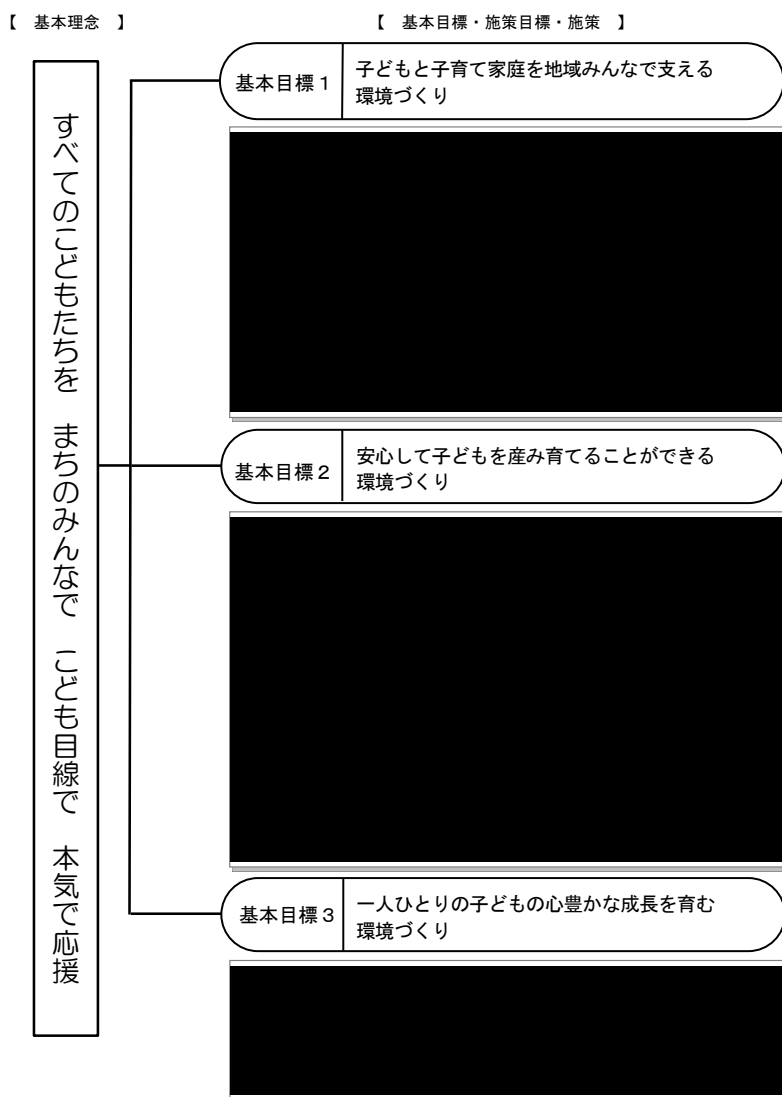 【　基本理念　】
【　基本目標・施策目標・施策　】
すべてのこどもたちを　まちのみんなで　こども目線で　本気で応援
基本目標１
子どもと子育て家庭を地域みんなで支える
環境づくり
基本目標２
安心して子どもを産み育てることができる
環境づくり
基本目標３
一人ひとりの子どもの心豊かな成長を育む
環境づくり